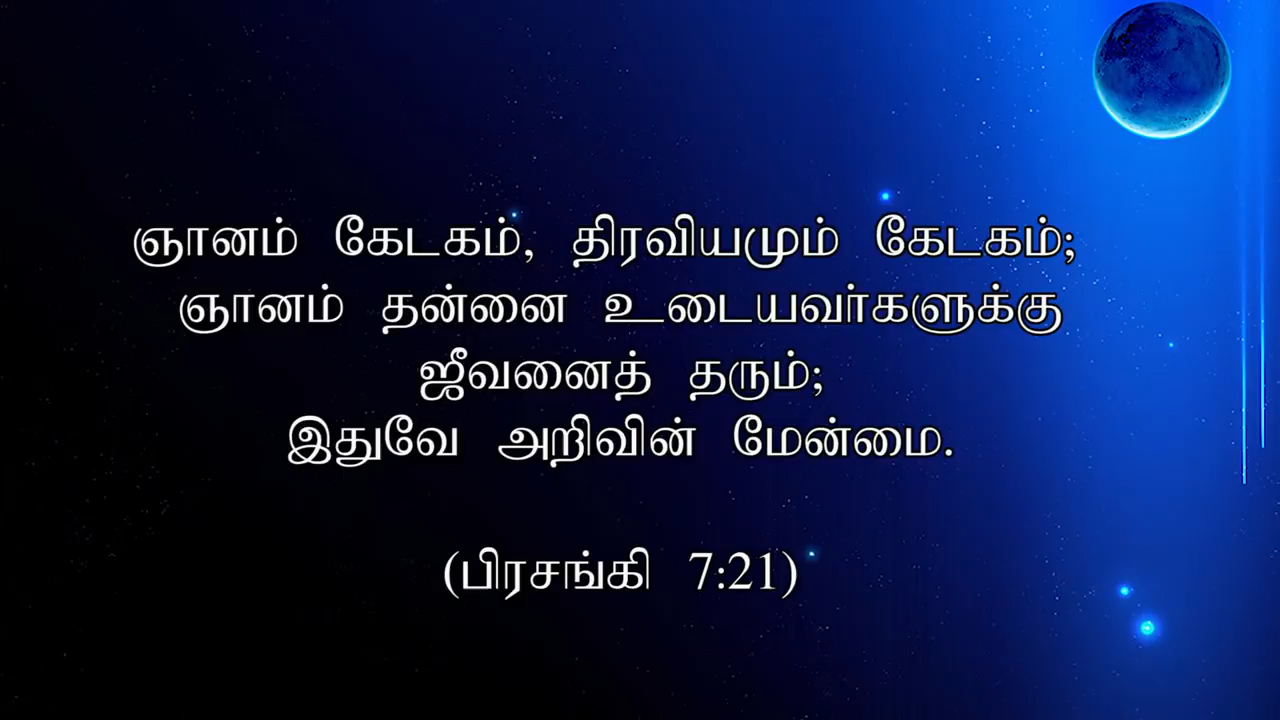 ஞானம் கேடகம், திரவியமும் கேடகம்;
ஞானம் தன்னை உடையவர்களுக்கு
ஜீவனைத் தரும்;
இதுவே அறிவின் மேன்மை.
(பிரசங்கி 7:21)